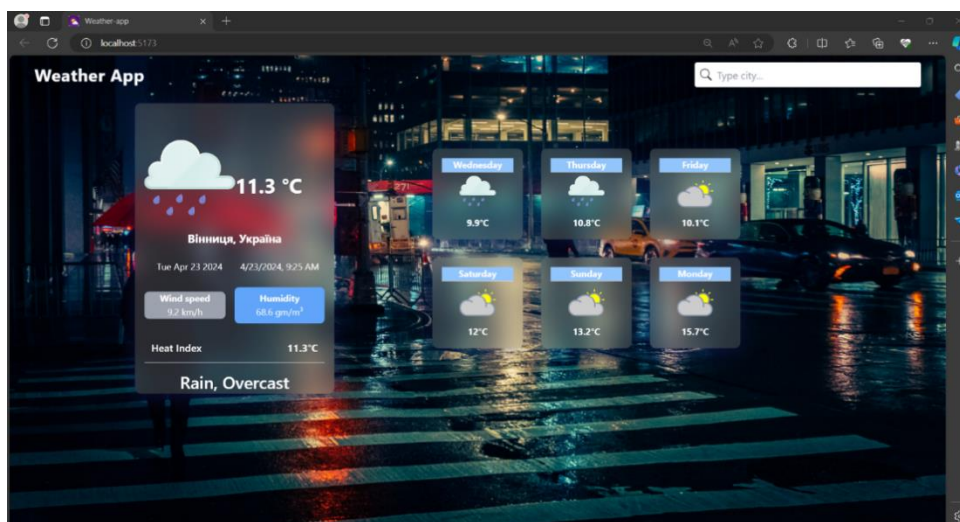 Weather-app
localhost:5173
Weather App
Type city...
11.3 °C
Вінниця, Україна
Tue Apr 23 2024 4/23/2024, 9:25 AM
Wind speed
9.2 km/h
Humidity
68.6 gm/m³
Heat Index 11.3°C
Rain, Overcast
Wednesday
9.9°C
Thursday
10.8°C
Friday
10.1°C
Saturday
12°C
Sunday
13.2°C
Monday
15.7°C
271